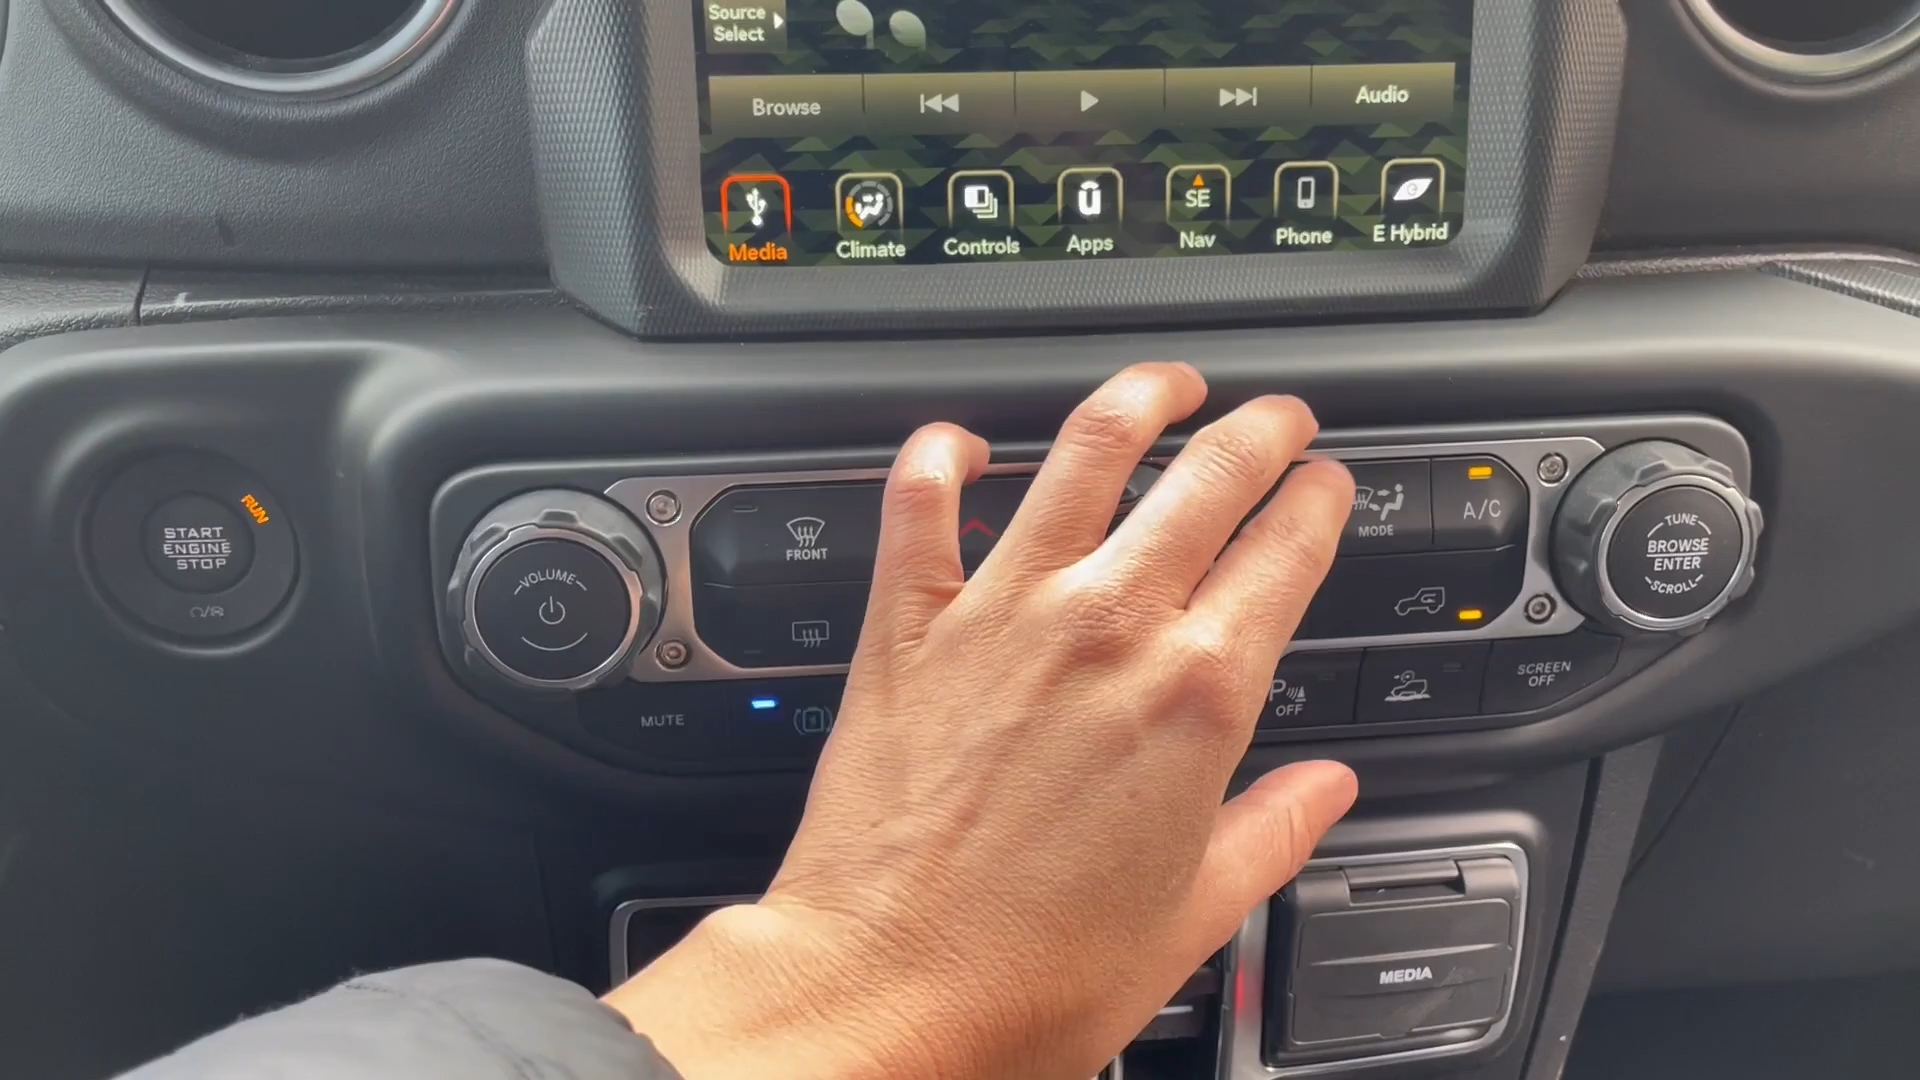 Source
Select
Browse
Audio
SE
Media
Climate
Controls
Apps
Nav
Phone
E Hybrid
RUN
START
ENGINE
STOP
VOLUME
FRONT
MODE
A/C
TUNE
BROWSE
ENTER
SCROLL
MUTE
P
OFF
SCREEN
OFF
MEDIA